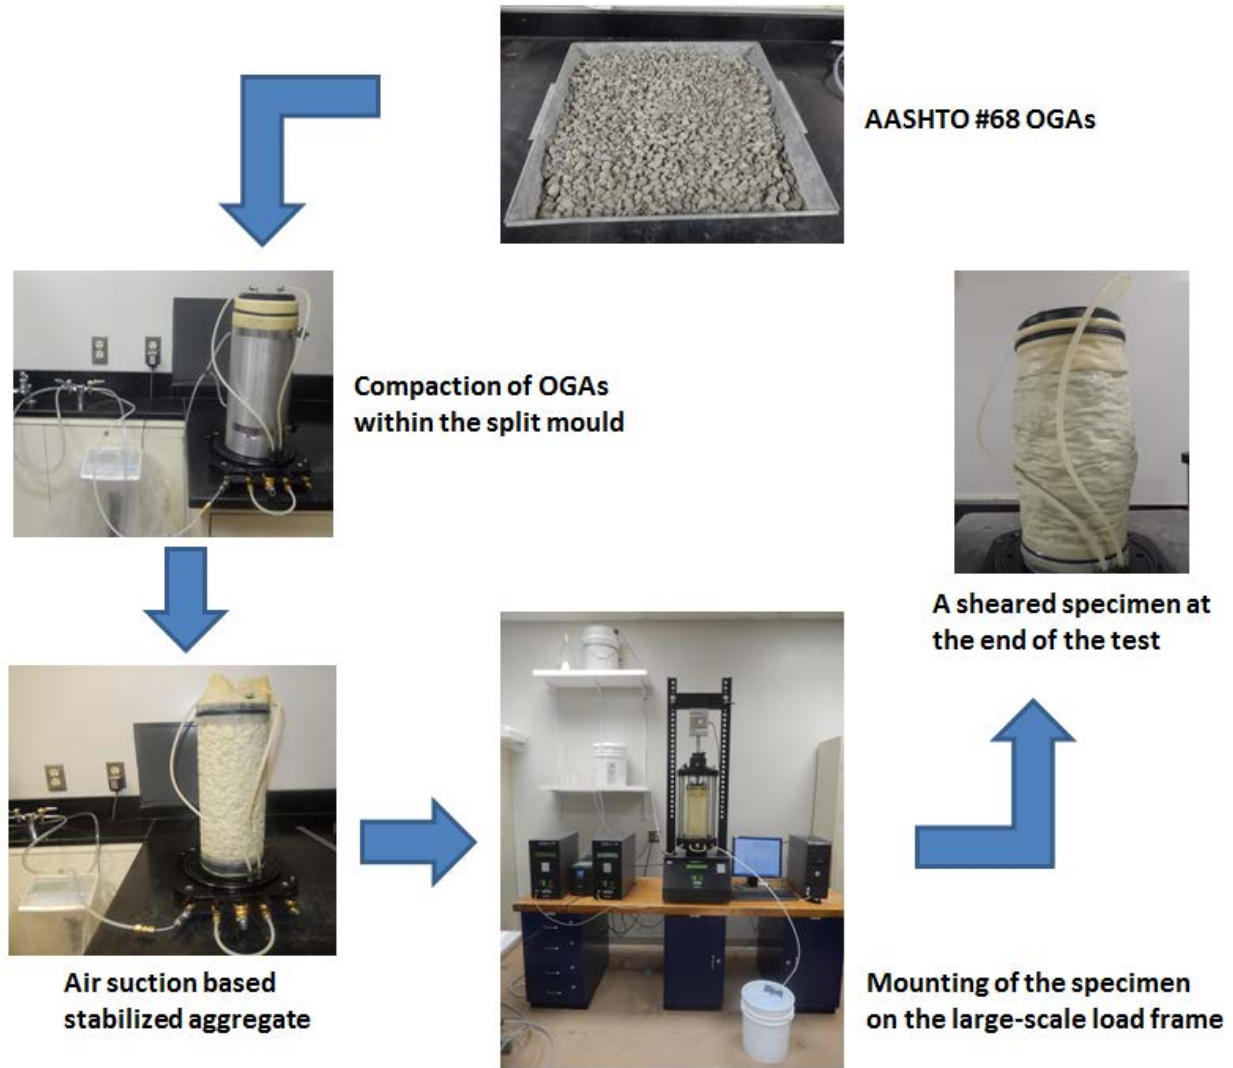 AASHTO #68 OGAs
Compaction of OGAs
within the split mould
Air suction based
stabilized aggregate
Mounting of the specimen
on the large-scale load frame
A sheared specimen at
the end of the test